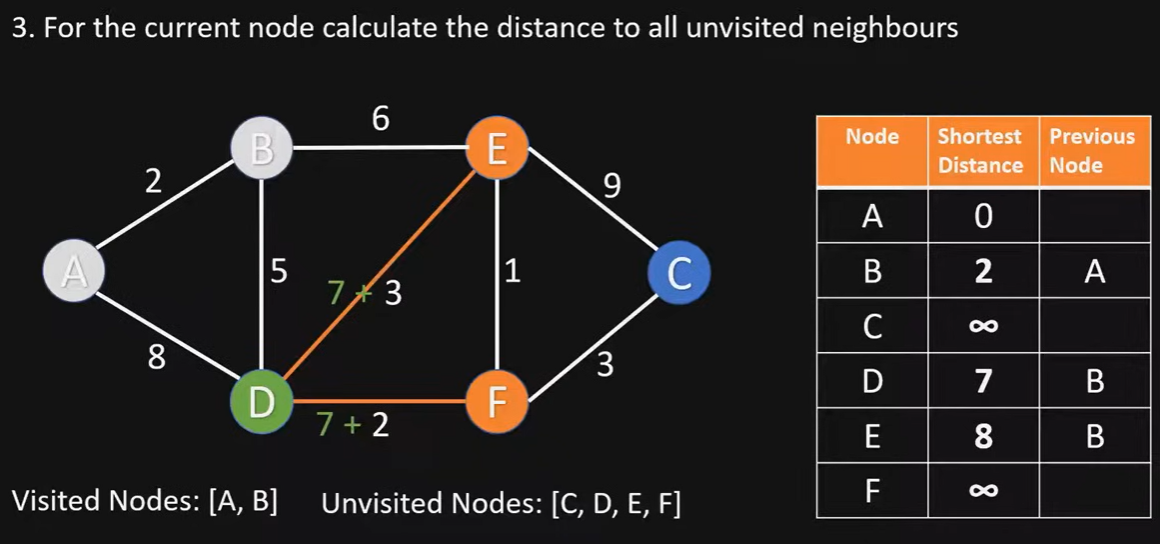 3. For the current node calculate the distance to all unvisited neighbours
6
B
E
2
9
A
5
7 + 3
1
C
8
3
D
F
7 + 2
Visited Nodes: [A, B] Unvisited Nodes: [C, D, E, F]
Node Shortest Distance Previous Node
A 0
B 2 A
C ∞
D 7 B
E 8 B
F ∞